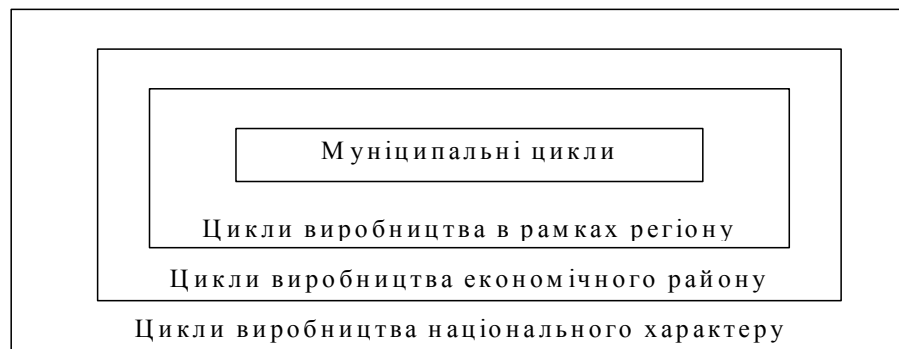 Муніципальні цикли
Цикли виробництва в рамках регіону
Цикли виробництва економічного району
Цикли виробництва національного характеру